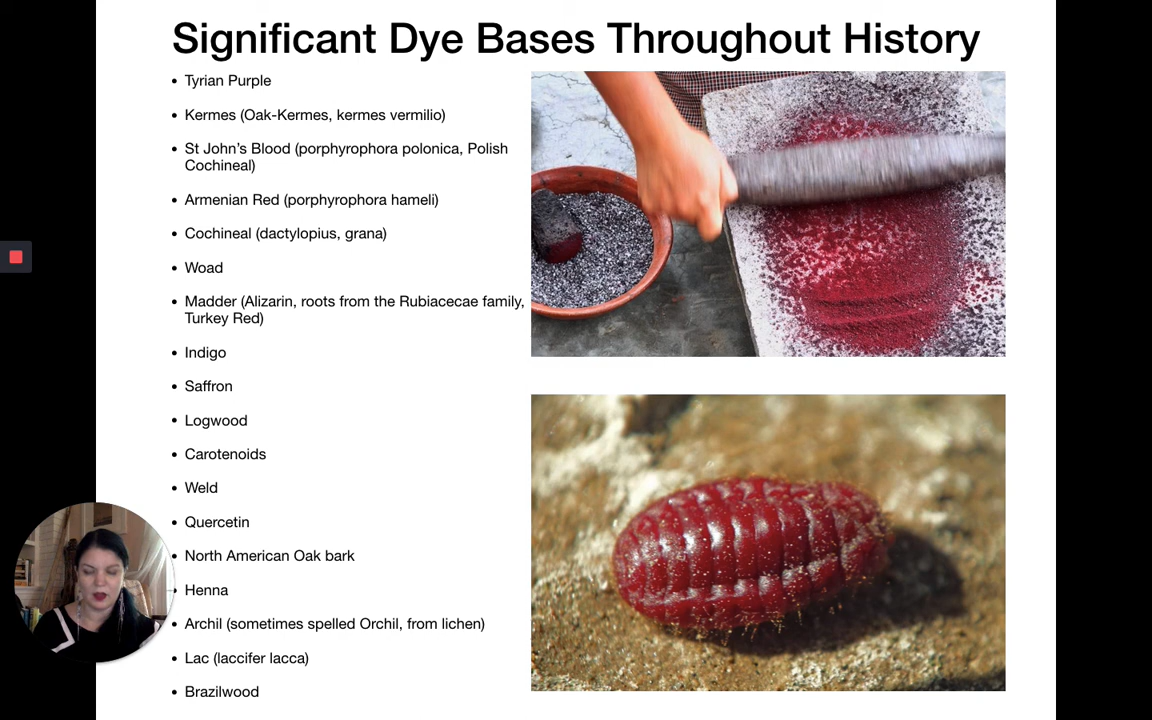 Significant Dye Bases Throughout History
• Tyrian Purple
• Kermes (Oak-Kermes, kermes vermilio)
• St John’s Blood (porphyrophora polonica, Polish
Cochineal)
• Armenian Red (porphyrophora hameli)
• Cochineal (dactylopius, grana)
• Woad
• Madder (Alizarin, roots from the Rubiacecae family,
Turkey Red)
• Indigo
• Saffron
• Logwood
• Carotenoids
• Weld
• Quercetin
• North American Oak bark
• Henna
• Archil (sometimes spelled Orchil, from lichen)
• Lac (laccifer lacca)
• Brazilwood